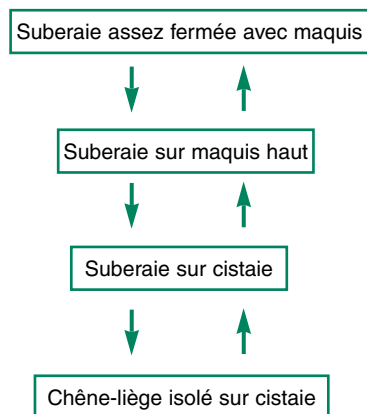 Suberaie assez fermée avec maquis
Suberaie sur maquis haut
Suberaie sur cistaie
Chêne-liège isolé sur cistaie